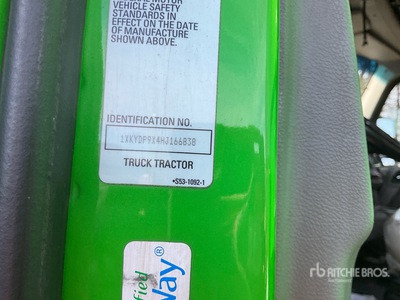 VEHICLE SAFETY
STANDARDS IN
EFFECT ON THE DATE
OF MANUFACTURE
SHOWN ABOVE.
IDENTIFICATION NO.
1XKYDP9X4HJ166838
TRUCK TRACTOR
•S53-1092-1
Way®
rb RITCHIE BROS.